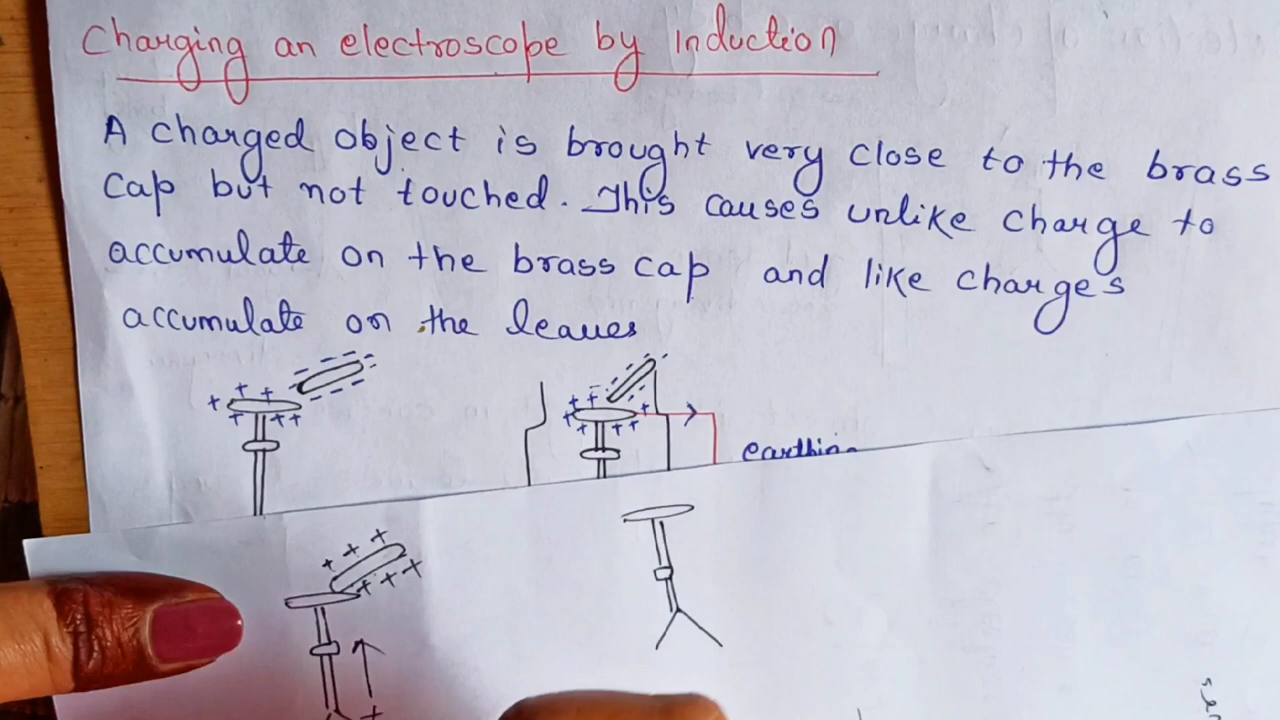 Charging an electroscope by induction
A charged object is brought very close to the brass
cap but not touched. This causes unlike charge to
accumulate on the brass cap and like charges
accumulate on the leaves